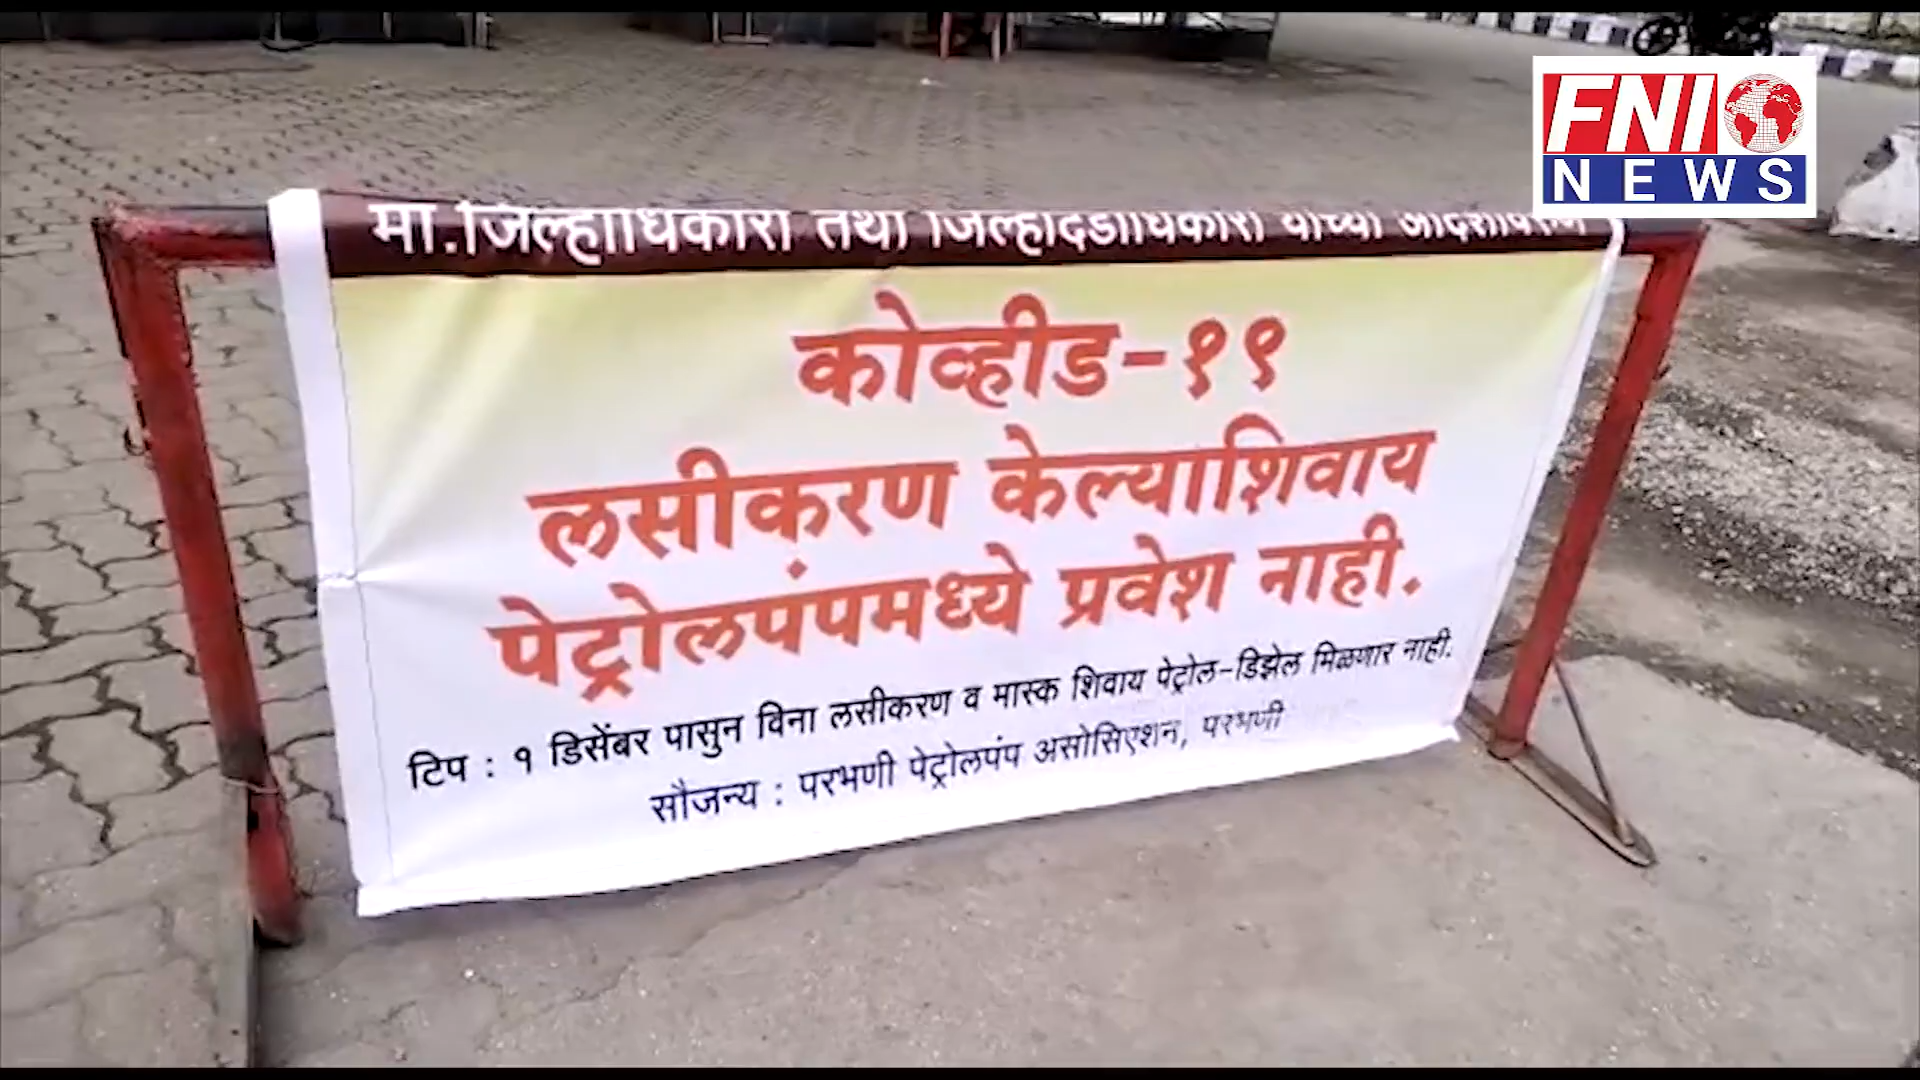 FNI
NEWS
मा.जिल्हाधिकारी तथा जिल्हादंडाधिकारी यांच्या आदेशावरून
कोव्हीड-१९
लसीकरण केल्याशिवाय
पेट्रोलपंपमध्ये प्रवेश नाही.
टिप : १ डिसेंबर पासुन विना लसीकरण व मास्क शिवाय पेट्रोल-डिझेल मिळणार नाही.
सौजन्य : परभणी पेट्रोलपंप असोसिएशन, परभणी